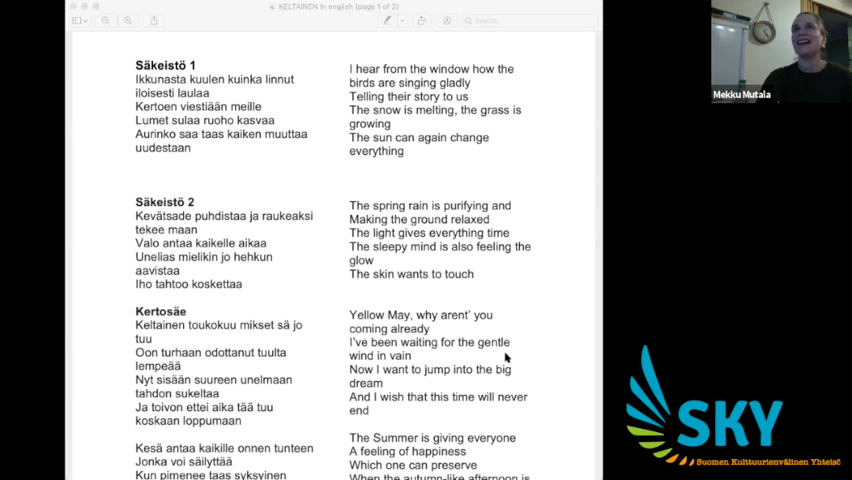 KELTAINEN in english (page 1 of 2)
Search
Säkeistö 1
Ikkunasta kuulen kuinka linnut
iloisesti laulaa
Kertoen viestiään meille
Lumet sulaa ruoho kasvaa
Aurinko saa taas kaiken muuttaa
uudestaan
I hear from the window how the
birds are singing gladly
Telling their story to us
The snow is melting, the grass is
growing
The sun can again change
everything
Säkeistö 2
Kevätsade puhdistaa ja raukeaksi
tekee maan
Valo antaa kaikelle aikaa
Unelias mielikin jo hehkun
aavistaa
Iho tahtoo koskettaa
The spring rain is purifying and
Making the ground relaxed
The light gives everything time
The sleepy mind is also feeling the
glow
The skin wants to touch
Kertosäe
Keltainen toukokuu mikset sä jo
tuu
Oon turhaan odottanut tuulta
lempeää
Nyt sisään suureen unelmaan
tahdon sukeltaa
Ja toivon ettei aika tää tuu
koskaan loppumaan
Yellow May, why arent' you
coming already
I've been waiting for the gentle
wind in vain
Now I want to jump into the big
dream
And I wish that this time will never
end
Kesä antaa kaikille onnen tunteen
Jonka voi säilyttää
Kun pimenee taas syksyinen
The Summer is giving everyone
A feeling of happiness
Which one can preserve
When the autumn-like afternoon is
Mekku Mutala
SKY
Suomen Kulttuurienvälinen Yhteisö